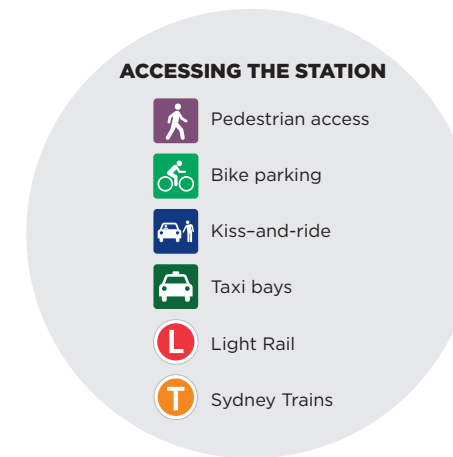 ACCESSING THE STATION
Pedestrian access
Bike parking
Kiss–and-ride
Taxi bays
L Light Rail
T Sydney Trains